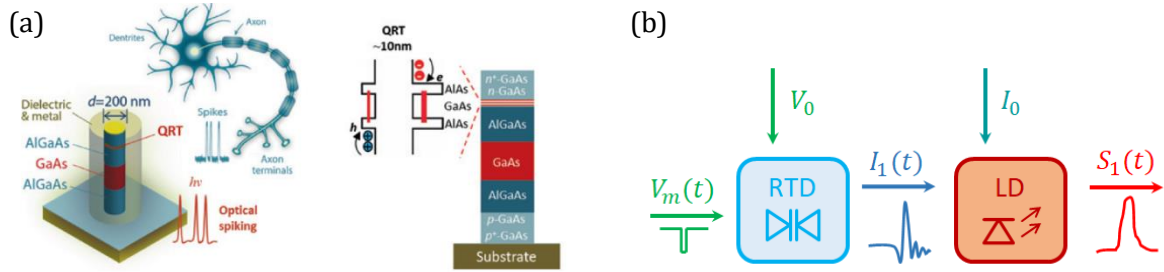 (a)
Dendrites
Axon
Spikes
Axon
terminals
d=200 nm
Dielectric
& metal
QRT
AlGaAs
GaAs
AlGaAs
hν
Optical
spiking
QRT
~10nm
e
h
AlAs
GaAs
AlAs
n⁺-GaAs
n-GaAs
AlGaAs
GaAs
AlGaAs
p-GaAs
p⁺-GaAs
Substrate
(b)
V₀
I₀
Vₘ(t)
RTD
I₁(t)
LD
S₁(t)